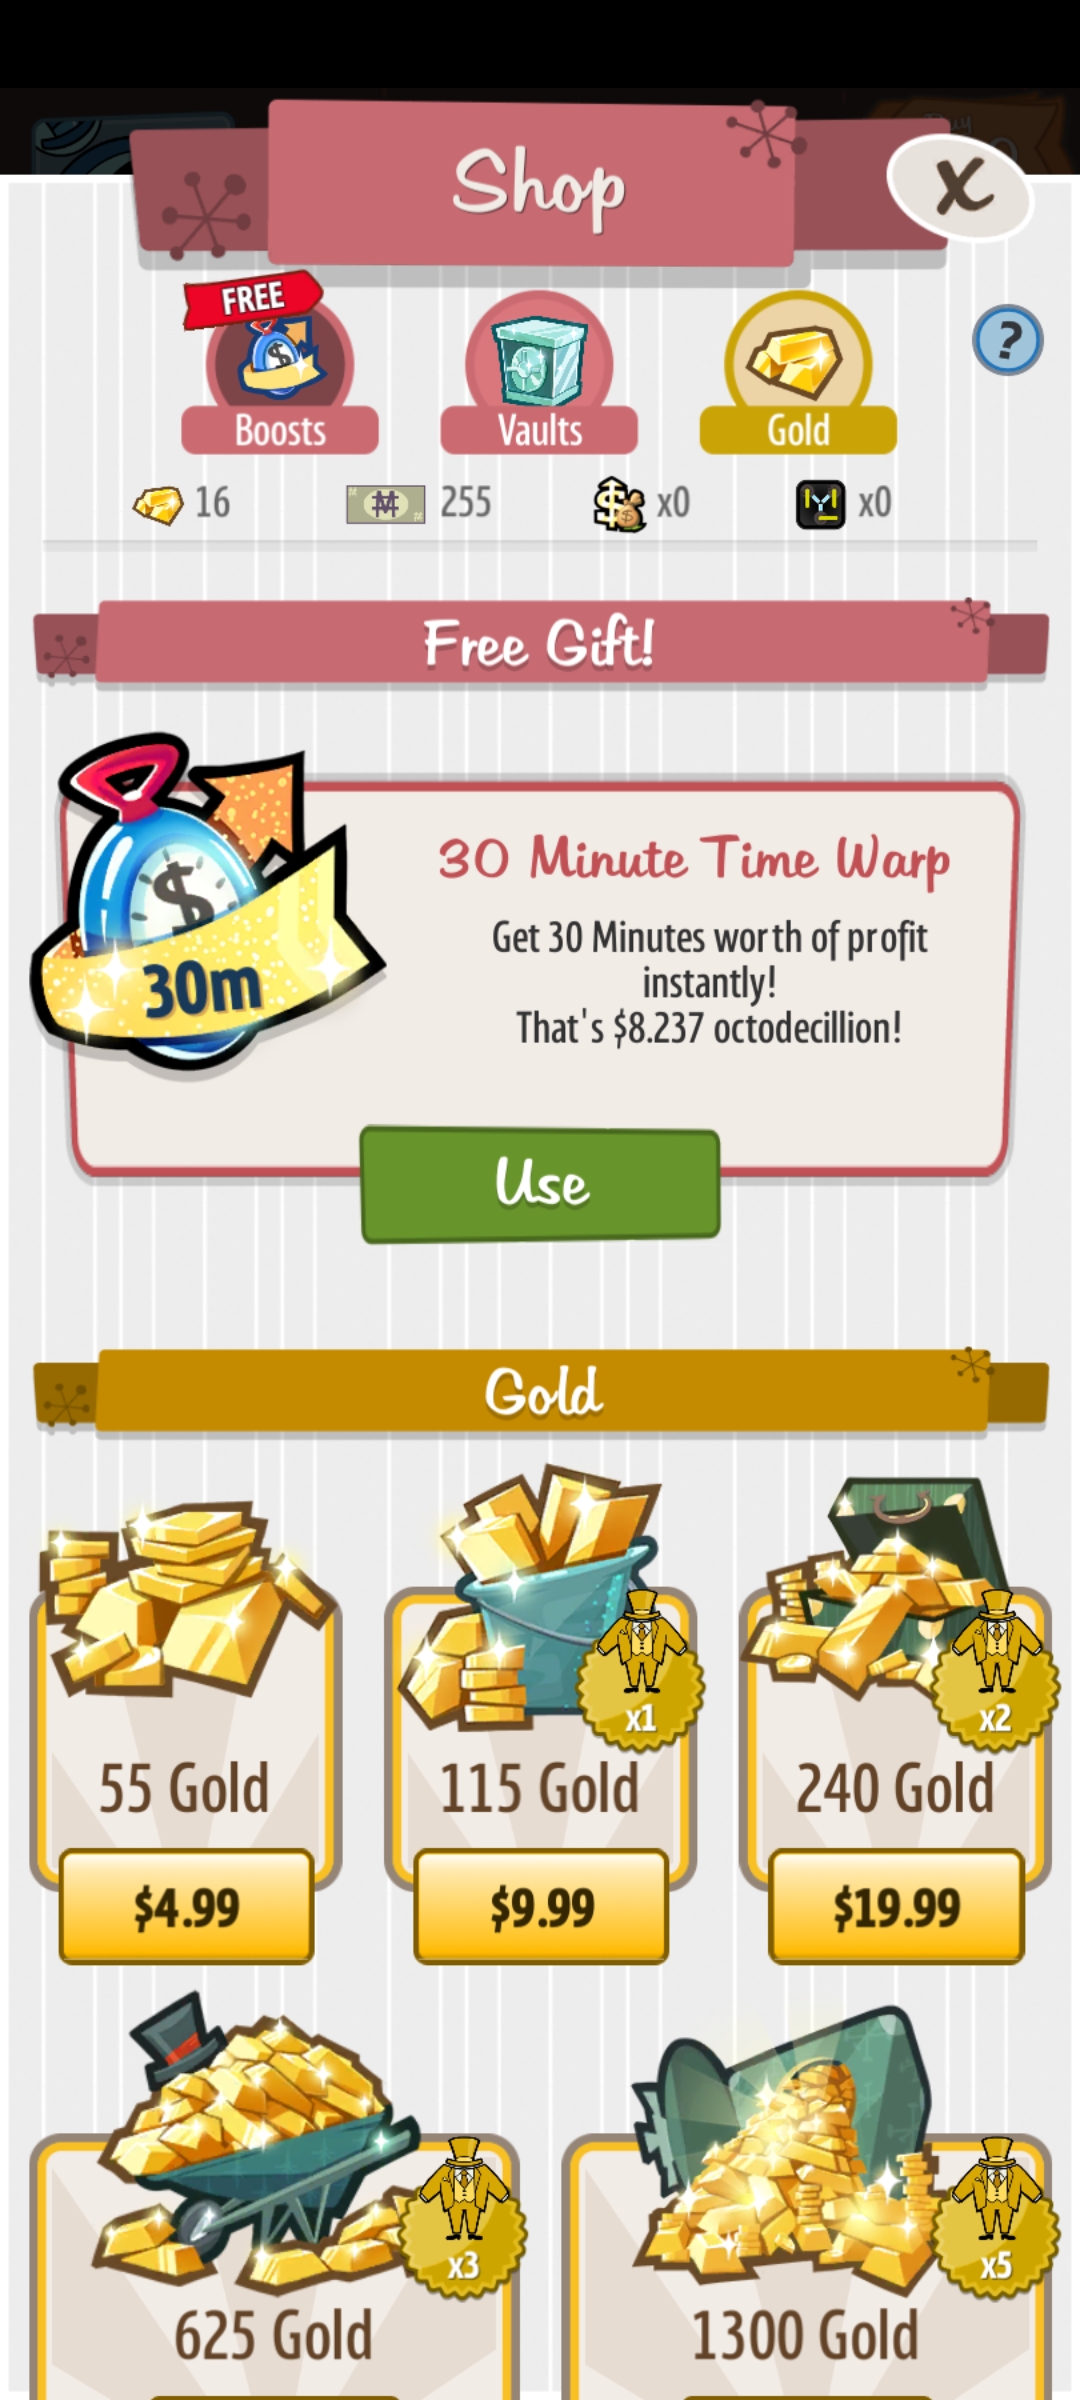 Buy
Shop
X
FREE
Boosts
Vaults
Gold
?
16
255
x0
x0
Free Gift!
30m
30 Minute Time Warp
Get 30 Minutes worth of profit
instantly!
That's $8.237 octodecillion!
Use
Gold
x1
x2
55 Gold
115 Gold
240 Gold
$4.99
$9.99
$19.99
x3
x5
625 Gold
1300 Gold